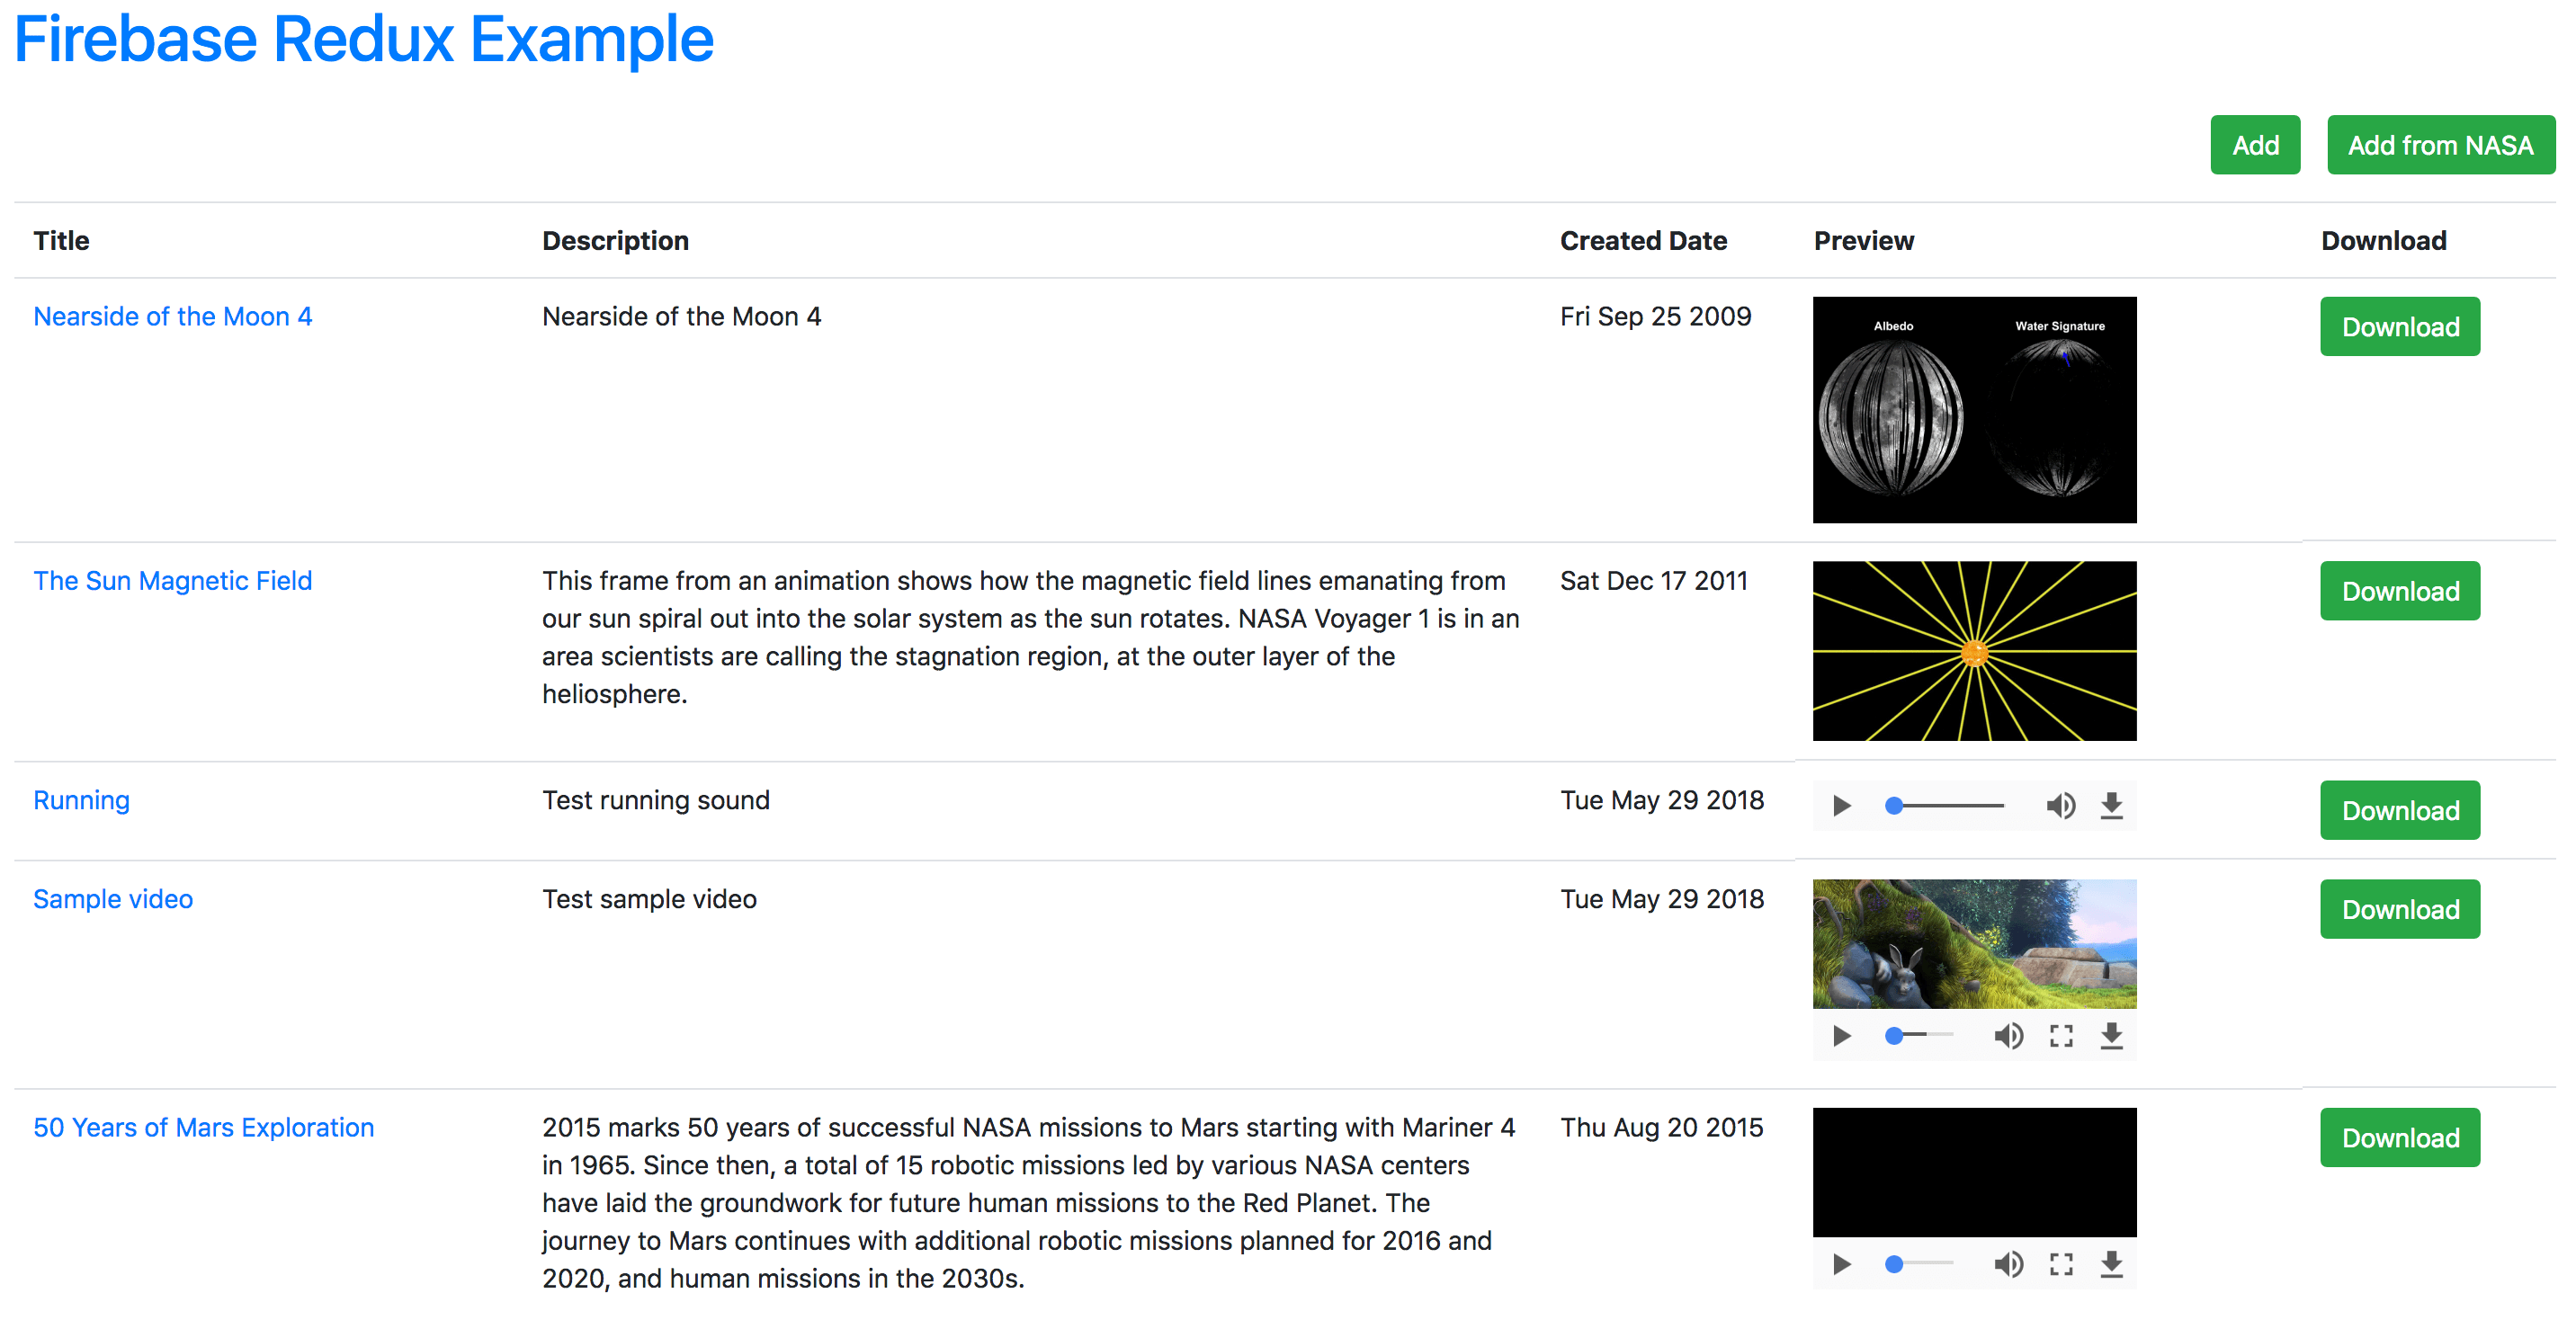 Firebase Redux Example
Add Add from NASA
Title Description Created Date Preview Download
Nearside of the Moon 4 Nearside of the Moon 4 Fri Sep 25 2009 Albedo Water Signature Download
The Sun Magnetic Field This frame from an animation shows how the magnetic field lines emanating from Sat Dec 17 2011 Download
our sun spiral out into the solar system as the sun rotates. NASA Voyager 1 is in an
area scientists are calling the stagnation region, at the outer layer of the
heliosphere.
Running Test running sound Tue May 29 2018 Download
Sample video Test sample video Tue May 29 2018 Download
50 Years of Mars Exploration 2015 marks 50 years of successful NASA missions to Mars starting with Mariner 4 Thu Aug 20 2015 Download
in 1965. Since then, a total of 15 robotic missions led by various NASA centers
have laid the groundwork for future human missions to the Red Planet. The
journey to Mars continues with additional robotic missions planned for 2016 and
2020, and human missions in the 2030s.